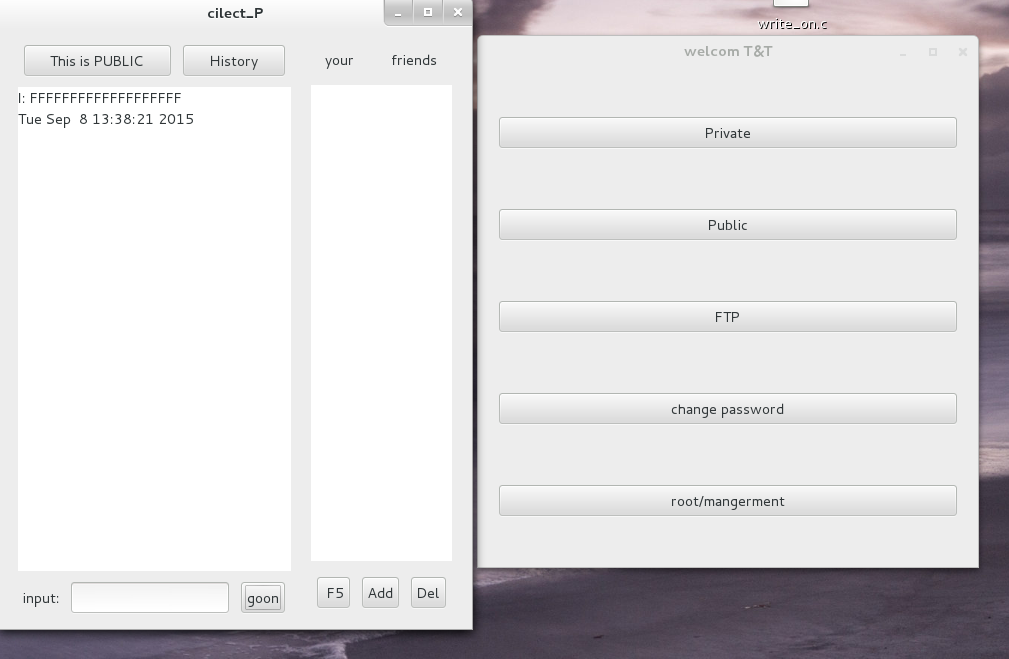 cilect_P
This is PUBLIC
History
your friends
I: FFFFFFFFFFFFFFFFFFF
Tue Sep  8 13:38:21 2015
input:
goon
F5
Add
Del
write_on.c
welcom T&T
Private
Public
FTP
change password
root/mangerment